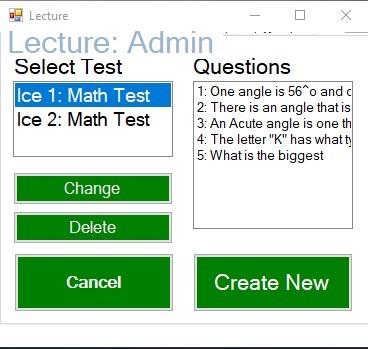 Lecture
Lecture: Admin
Select Test
Questions
Ice 1: Math Test
Ice 2: Math Test
1: One angle is 56^o and
2: There is an angle that is
3: An Acute angle is one
4: The letter "K" has what
5: What is the biggest
Change
Delete
Cancel
Create New